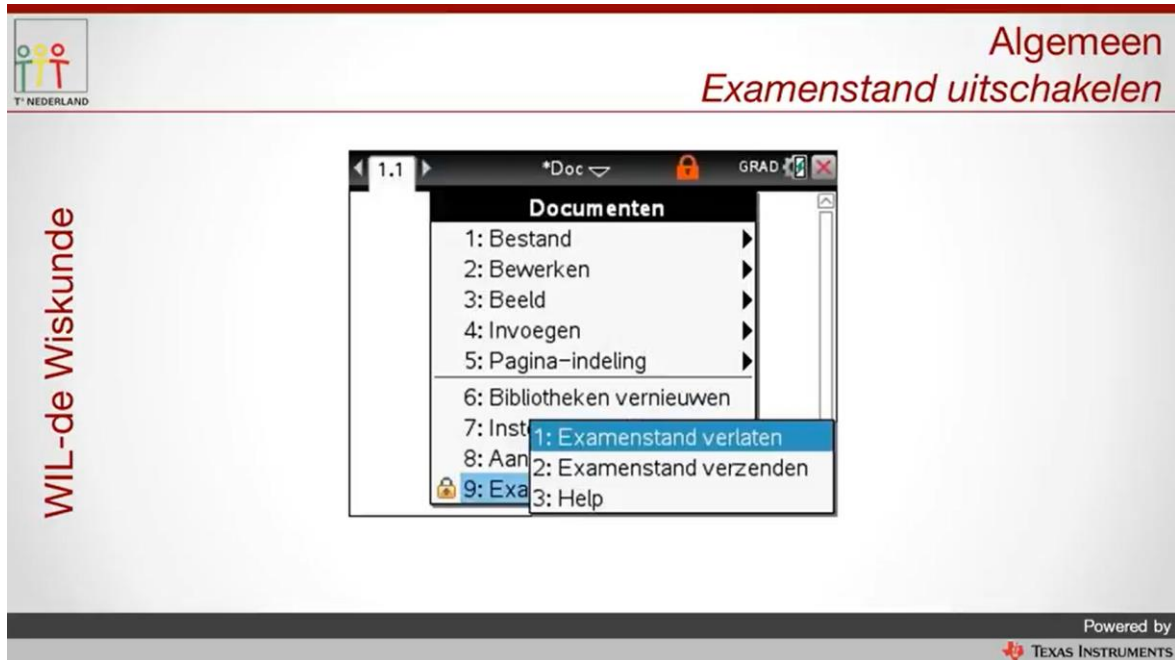 T³ NEDERLAND
Algemeen
Examenstand uitschakelen
WIL-de Wiskunde
1.1
*Doc
GRAD
Documenten
1: Bestand
2: Bewerken
3: Beeld
4: Invoegen
5: Pagina-indeling
6: Bibliotheken vernieuwen
7: Inst
8: Aan
9: Exa
1: Examenstand verlaten
2: Examenstand verzenden
3: Help
Powered by
TEXAS INSTRUMENTS